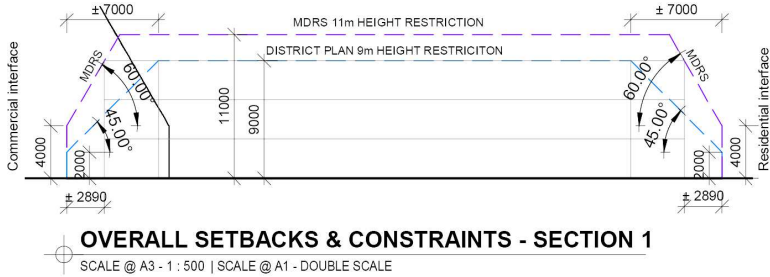 ± 7000
± 7000
MDRS 11m HEIGHT RESTRICTION
DISTRICT PLAN 9m HEIGHT RESTRICITON
MDRS
60.00°
45.00°
11000
9000
MDRS
60.00°
45.00°
Commercial interface
Residential interface
4000
2000
2000
4000
± 2890
± 2890
OVERALL SETBACKS & CONSTRAINTS - SECTION 1
SCALE @ A3 - 1 : 500 | SCALE @ A1 - DOUBLE SCALE